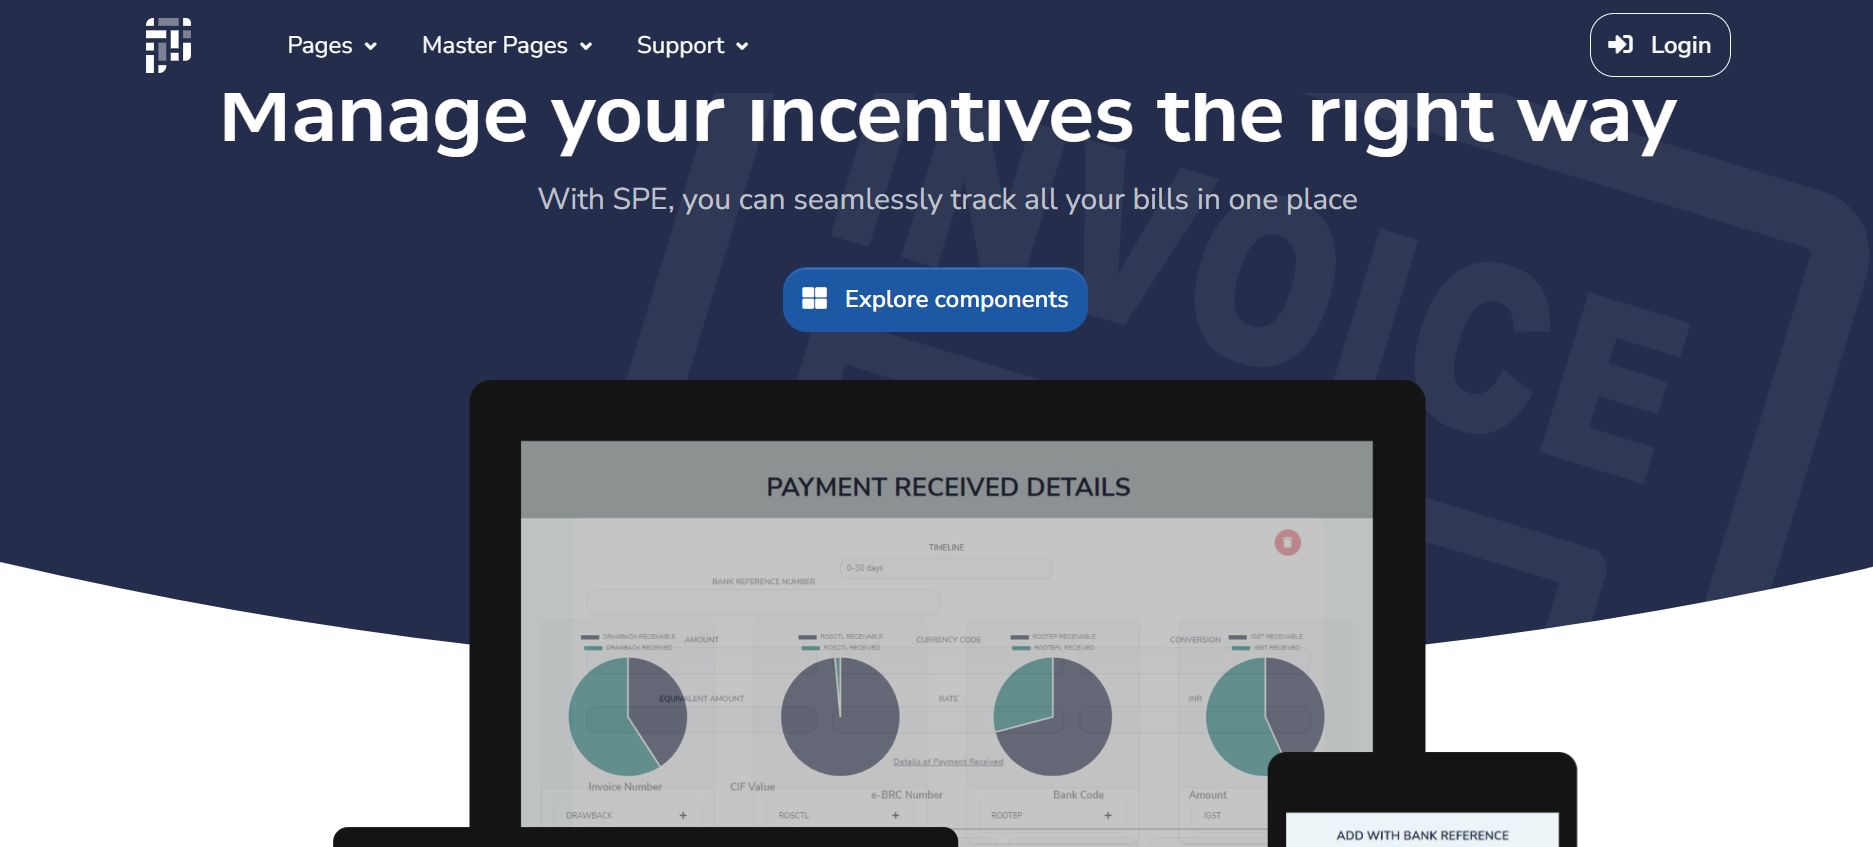 Pages
Master Pages
Support
Login
Manage your incentives the right way
With SPE, you can seamlessly track all your bills in one place
INVOICE
Explore components
PAYMENT RECEIVED DETAILS
TIMELINE
0-30 days
BANK REFERENCE NUMBER
DRAWBACK RECEIVABLE
DRAWBACK RECEIVED
AMOUNT
ROSCTL RECEIVABLE
ROSCTL RECEIVED
CURRENCY CODE
RODTEP RECEIVABLE
RODTEPL RECEIVED
CONVERSION
IGST RECEIVABLE
IGST RECEIVED
EQUIVALENT AMOUNT
RATE
INR
Details of Payment Received
Invoice Number
CIF Value
e-BRC Number
Bank Code
Amount
DRAWBACK +
ROSCTL +
RODTEP +
IGST
ADD WITH BANK REFERENCE